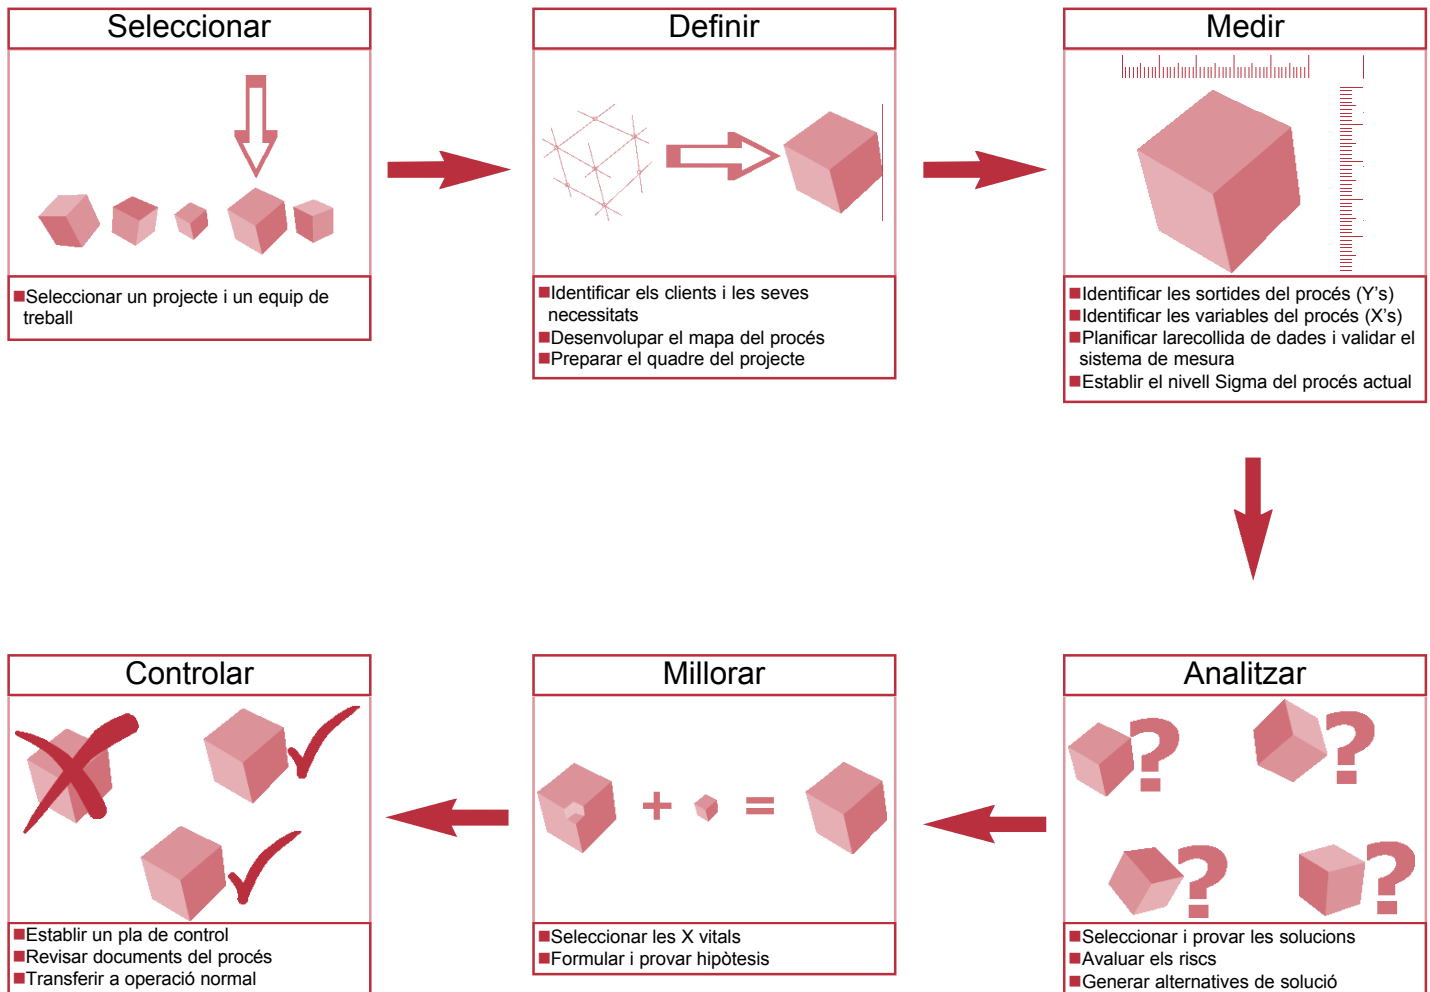 Seleccionar
■Seleccionar un projecte i un equip de
treball
Definir
■Identificar els clients i les seves
necessitats
■Desenvolupar el mapa del procés
■Preparar el quadre del projecte
Medir
■Identificar les sortides del procés (Y's)
■Identificar les variables del procés (X's)
■Planificar larecollida de dades i validar el
sistema de mesura
■Establir el nivell Sigma del procés actual
Analitzar
? ? ? ?
■Seleccionar i provar les solucions
■Avaluar els riscs
■Generar alternatives de solució
Millorar
+ =
■Seleccionar les X vitals
■Formular i provar hipòtesis
Controlar
■Establir un pla de control
■Revisar documents del procés
■Transferir a operació normal